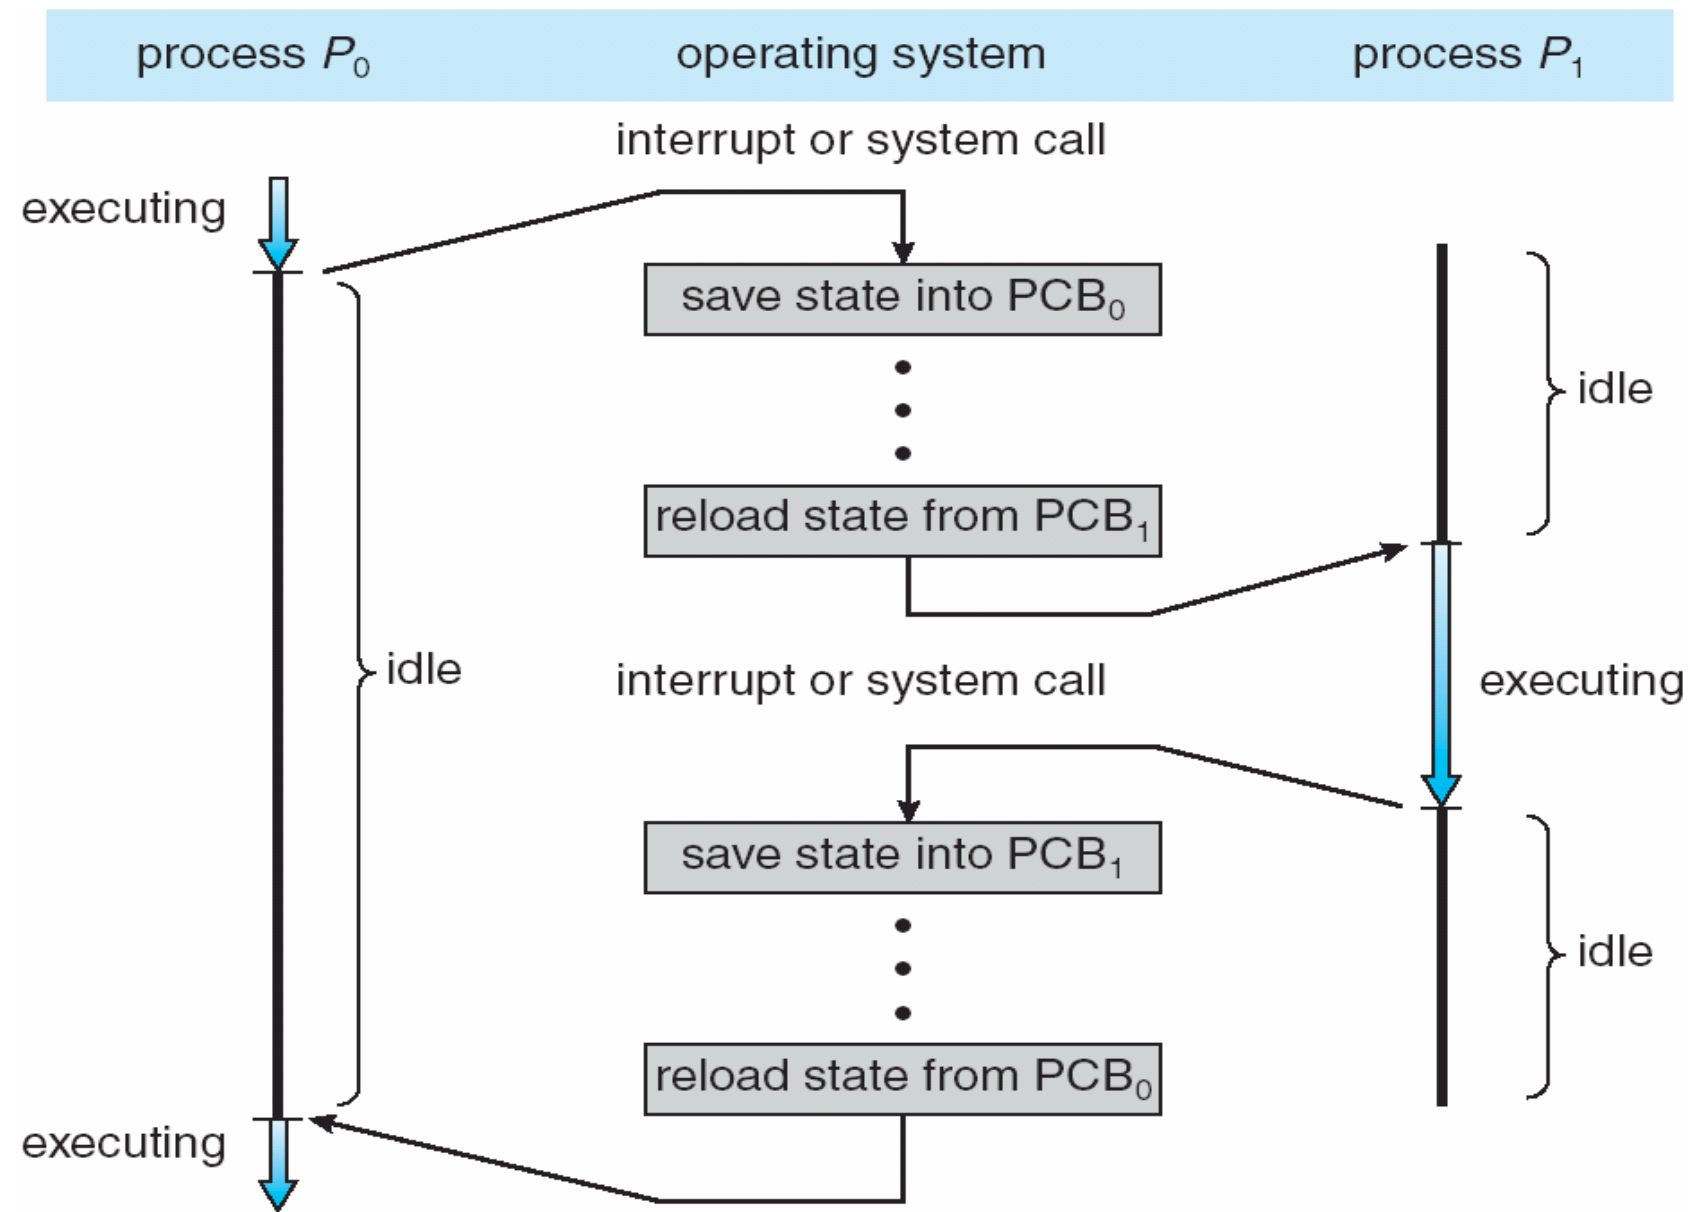 process P₀ operating system process P₁
interrupt or system call
executing
save state into PCB₀
idle
reload state from PCB₁
idle
interrupt or system call
executing
save state into PCB₁
idle
reload state from PCB₀
executing